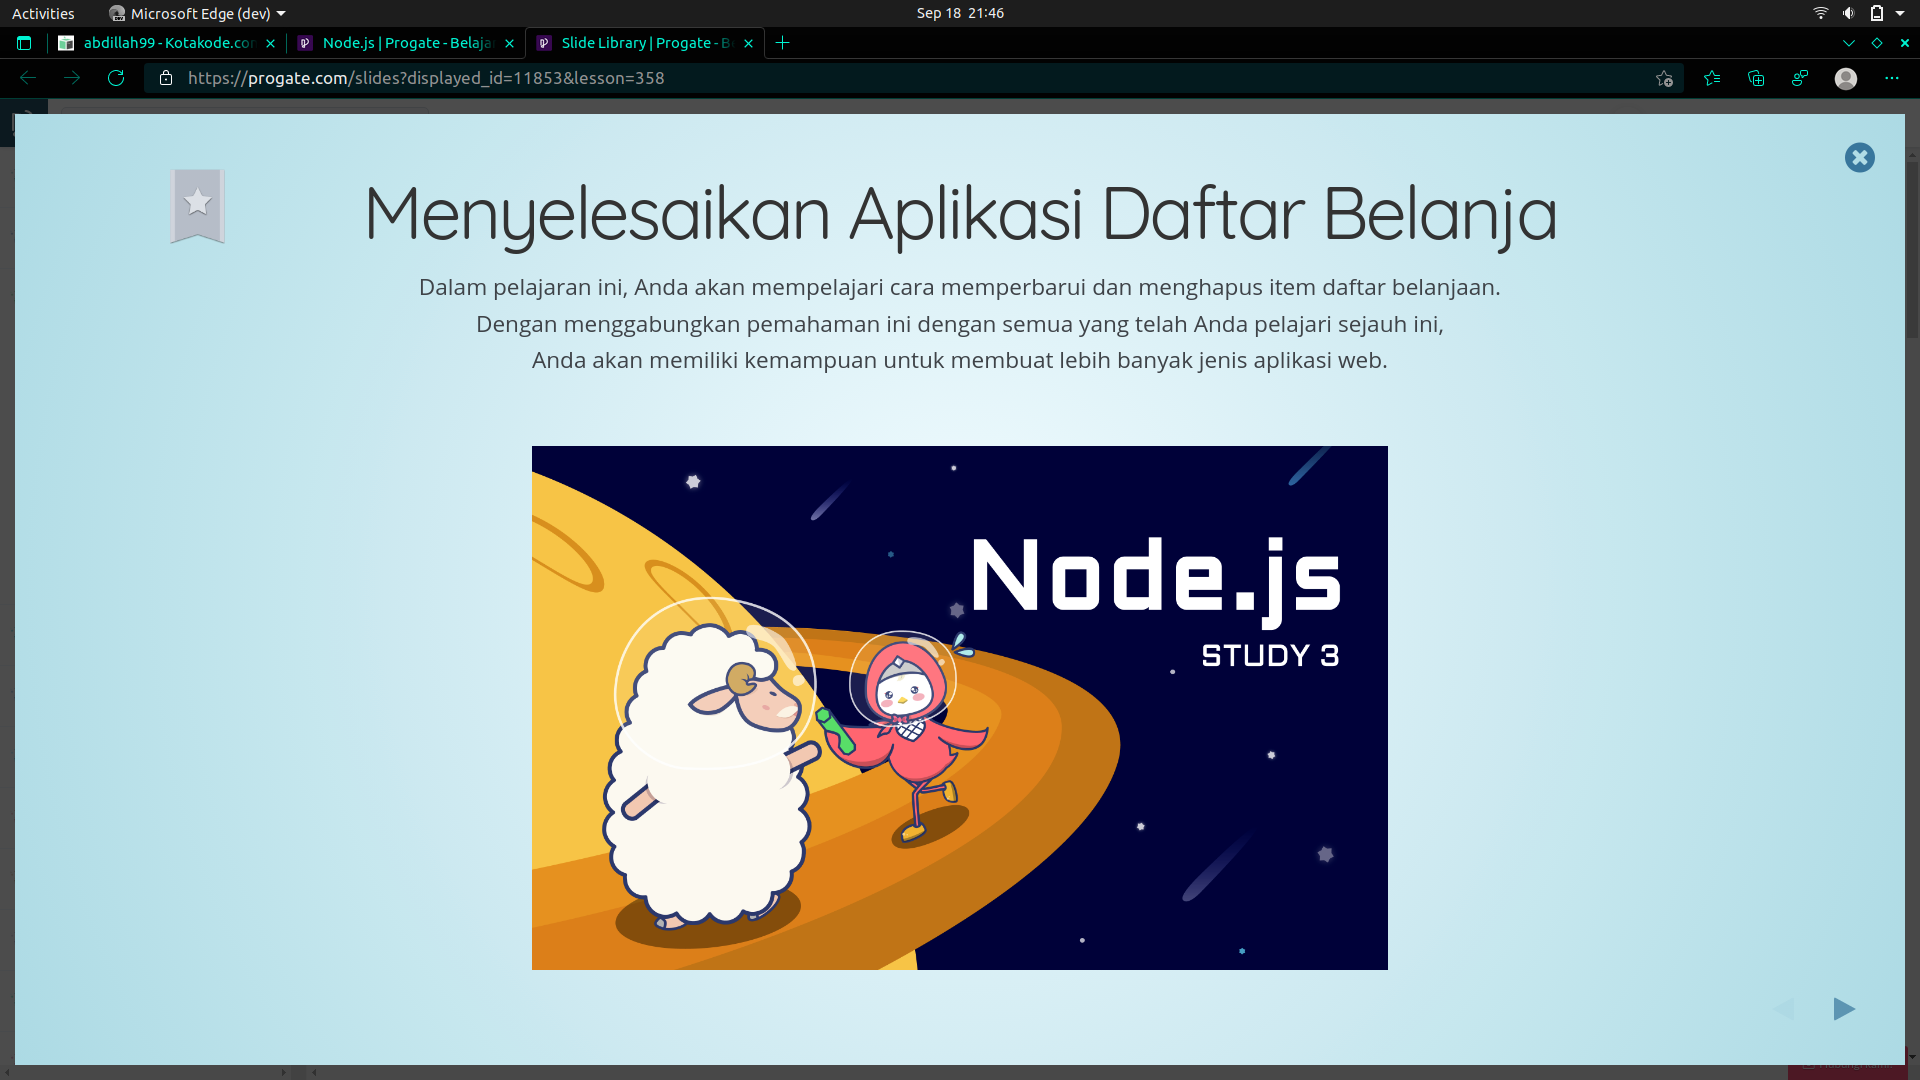 Activities
Microsoft Edge (dev)
Sep 18 21:46
abdillah99 - Kotakode.com
Node.js | Progate - Belaja
Slide Library | Progate - B
https://progate.com/slides?displayed_id=11853&lesson=358
Menyelesaikan Aplikasi Daftar Belanja
Dalam pelajaran ini, Anda akan mempelajari cara memperbarui dan menghapus item daftar belanjaan.
Dengan menggabungkan pemahaman ini dengan semua yang telah Anda pelajari sejauh ini,
Anda akan memiliki kemampuan untuk membuat lebih banyak jenis aplikasi web.
Node.js
STUDY 3